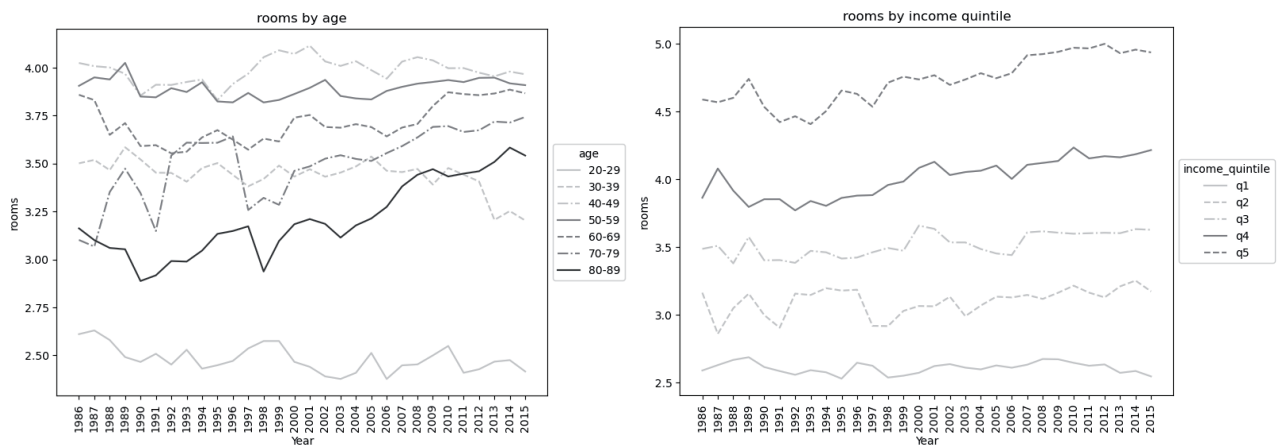 rooms by age
4.00
3.75
3.50
3.25
3.00
2.75
2.50
rooms
1986 1987 1988 1989 1990 1991 1992 1993 1994 1995 1996 1997 1998 1999 2000 2001 2002 2003 2004 2005 2006 2007 2008 2009 2010 2011 2012 2013 2014 2015
Year
age
20-29
30-39
40-49
50-59
60-69
70-79
80-89
rooms by income quintile
5.0
4.5
4.0
3.5
3.0
2.5
rooms
1986 1987 1988 1989 1990 1991 1992 1993 1994 1995 1996 1997 1998 1999 2000 2001 2002 2003 2004 2005 2006 2007 2008 2009 2010 2011 2012 2013 2014 2015
Year
income_quintile
q1
q2
q3
q4
q5